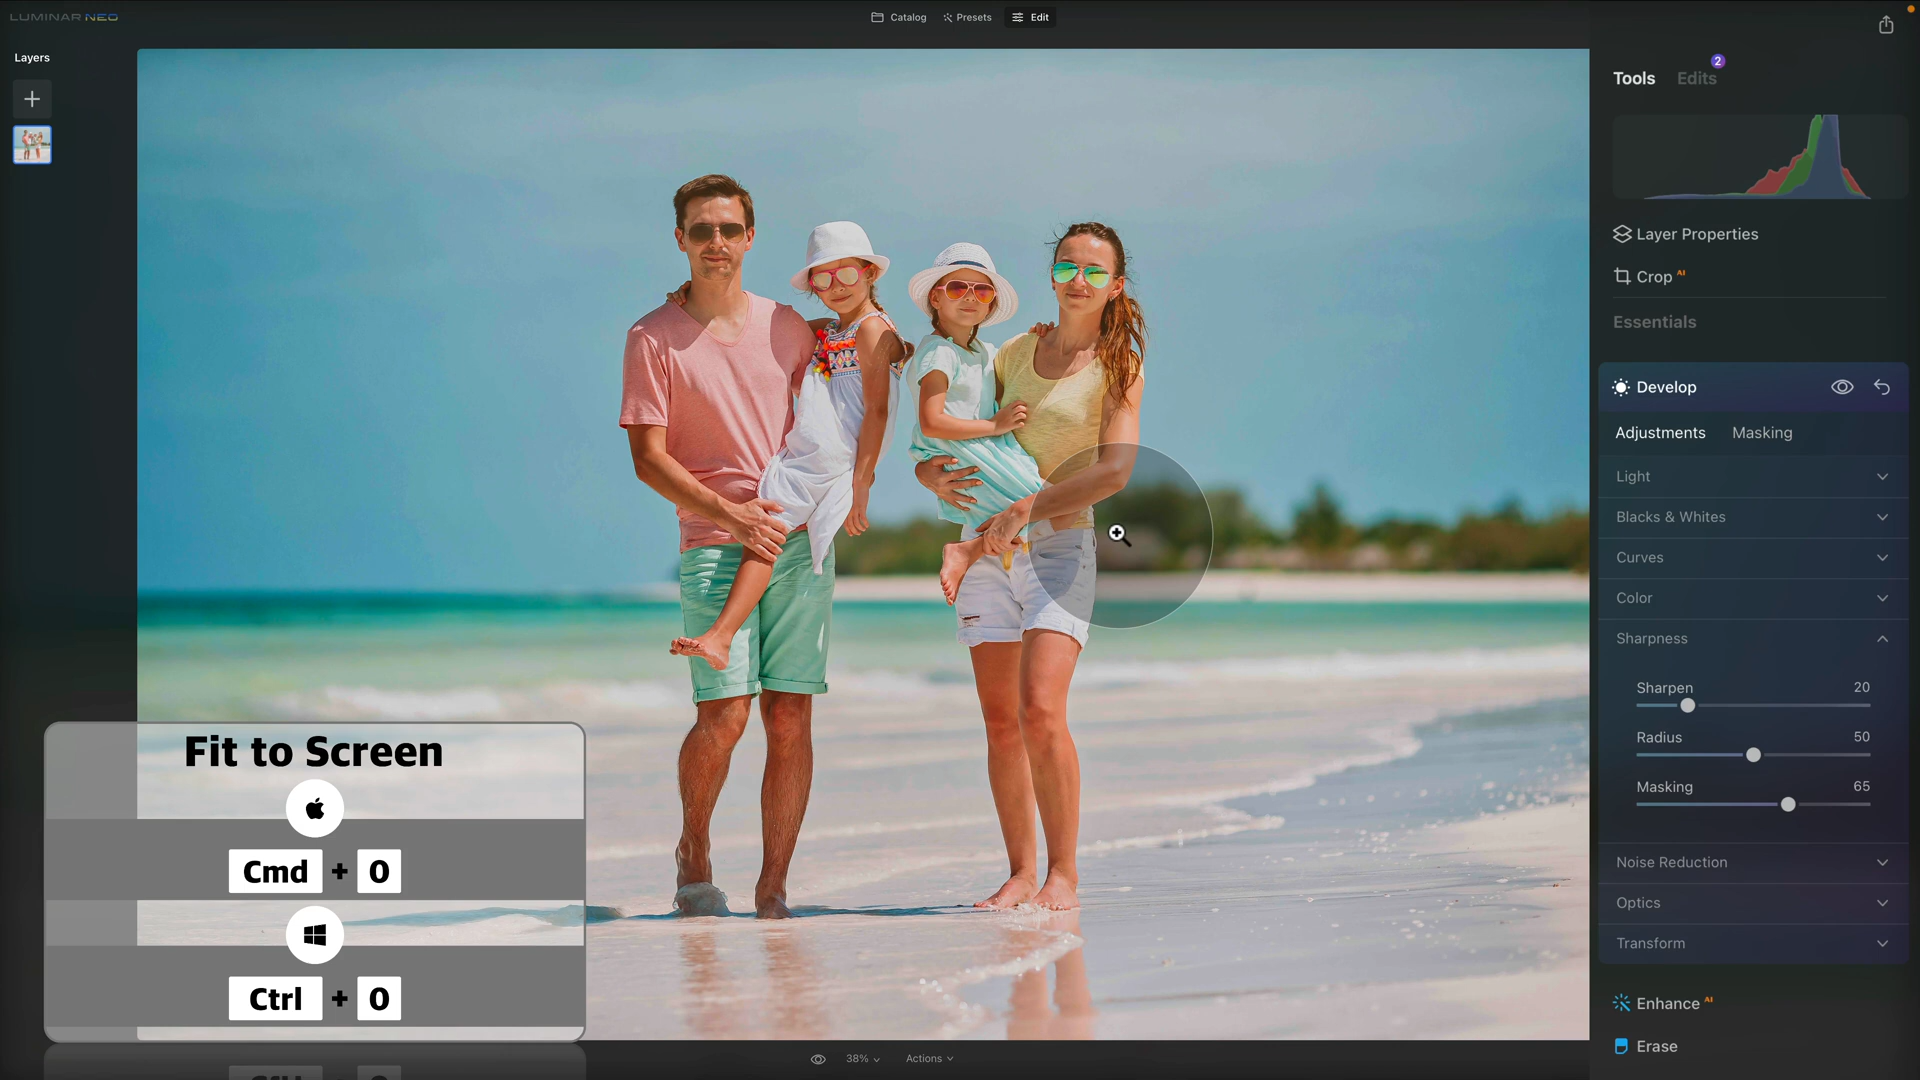 LUMINAR NEO
Catalog
Presets
Edit
Layers
Tools
Edits
2
Layer Properties
Crop AI
Essentials
Develop
Adjustments
Masking
Light
Blacks & Whites
Curves
Color
Sharpness
Sharpen 20
Radius 50
Masking 65
Noise Reduction
Optics
Transform
Enhance AI
Erase
Fit to Screen
Cmd + 0
Ctrl + 0
38%
Actions